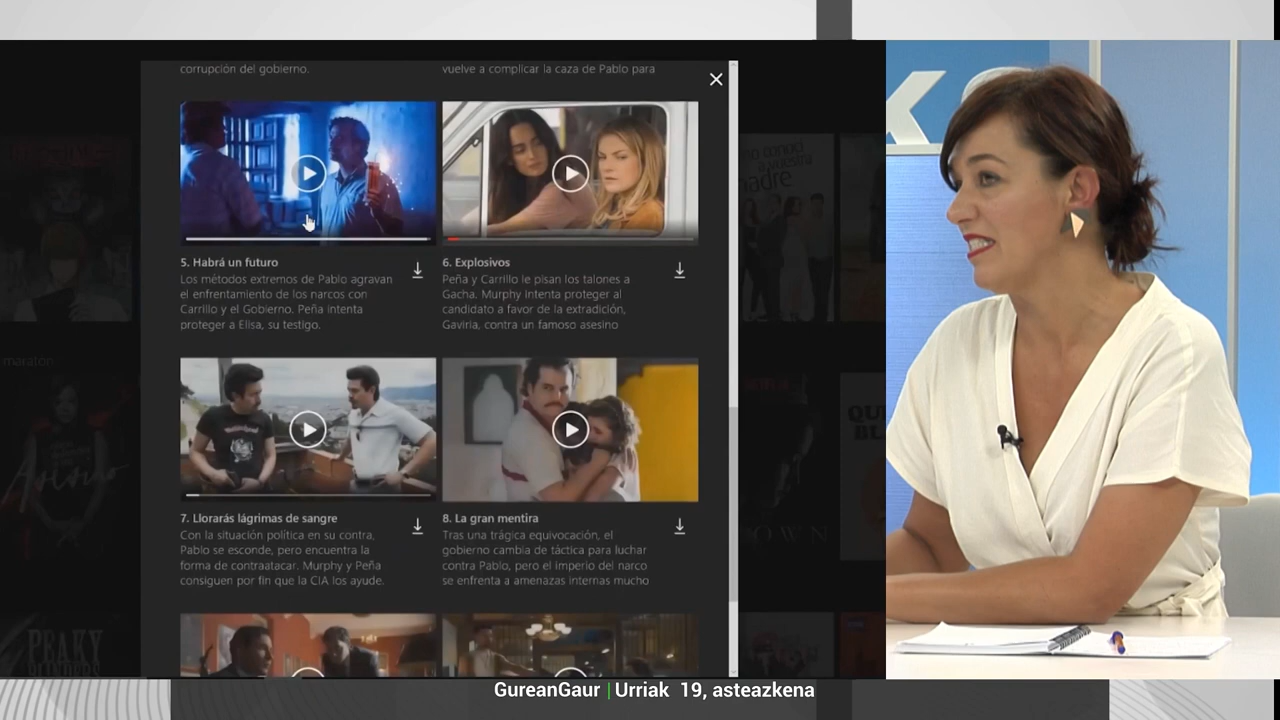 corrupción del gobierno.
vuelve a complicar la caza de Pablo para
5. Habrá un futuro
Los métodos extremos de Pablo agravan
el enfrentamiento de los narcos con
Carrillo y el Gobierno. Peña intenta
proteger a Elisa, su testigo.
6. Explosivos
Peña y Carrillo le pisan los talones a
Gacha. Murphy intenta proteger al
candidato a favor de la extradición,
Gaviria, contra un famoso asesino
7. Llorarás lágrimas de sangre
Con la situación política en su contra,
Pablo se esconde, pero encuentra la
forma de contraatacar. Murphy y Peña
consiguen por fin que la CIA los ayude.
8. La gran mentira
Tras una trágica equivocación, el
gobierno cambia de táctica para luchar
contra Pablo, pero el imperio del narco
se enfrenta a amenazas internas mucho
maratón
PEAKY
BLINDERS
GureanGaur | Urriak 19, asteazkena